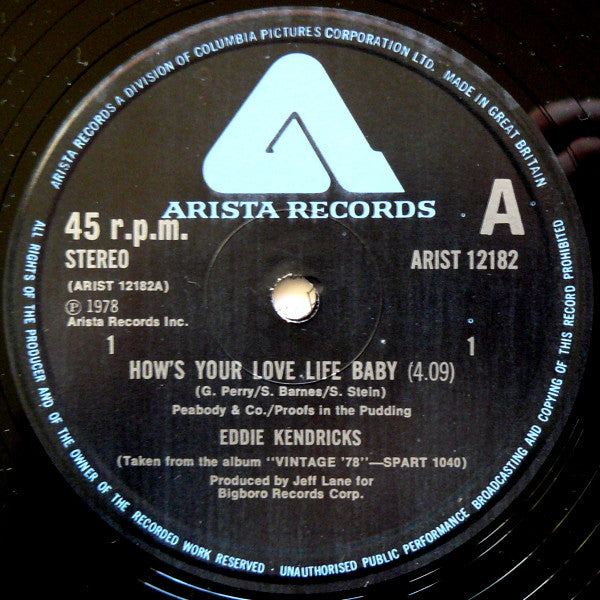 ARISTA RECORDS A DIVISION OF COLUMBIA PICTURES CORPORATION LTD. MADE IN GREAT BRITAIN
ARISTA RECORDS
A
45 r.p.m.
STEREO
ARIST 12182
(ARIST 12182A)
℗ 1978
Arista Records Inc.
1
1
HOW'S YOUR LOVE LIFE BABY (4.09)
(G. Perry/S. Barnes/S. Stein)
Peabody & Co./Proofs in the Pudding
EDDIE KENDRICKS
(Taken from the album "VINTAGE '78"—SPART 1040)
Produced by Jeff Lane for
Bigboro Records Corp.
ALL RIGHTS OF THE PRODUCER AND OF THE OWNER OF THE RECORDED WORK RESERVED · UNAUTHORISED PUBLIC PERFORMANCE BROADCASTING AND COPYING OF THIS RECORD PROHIBITED